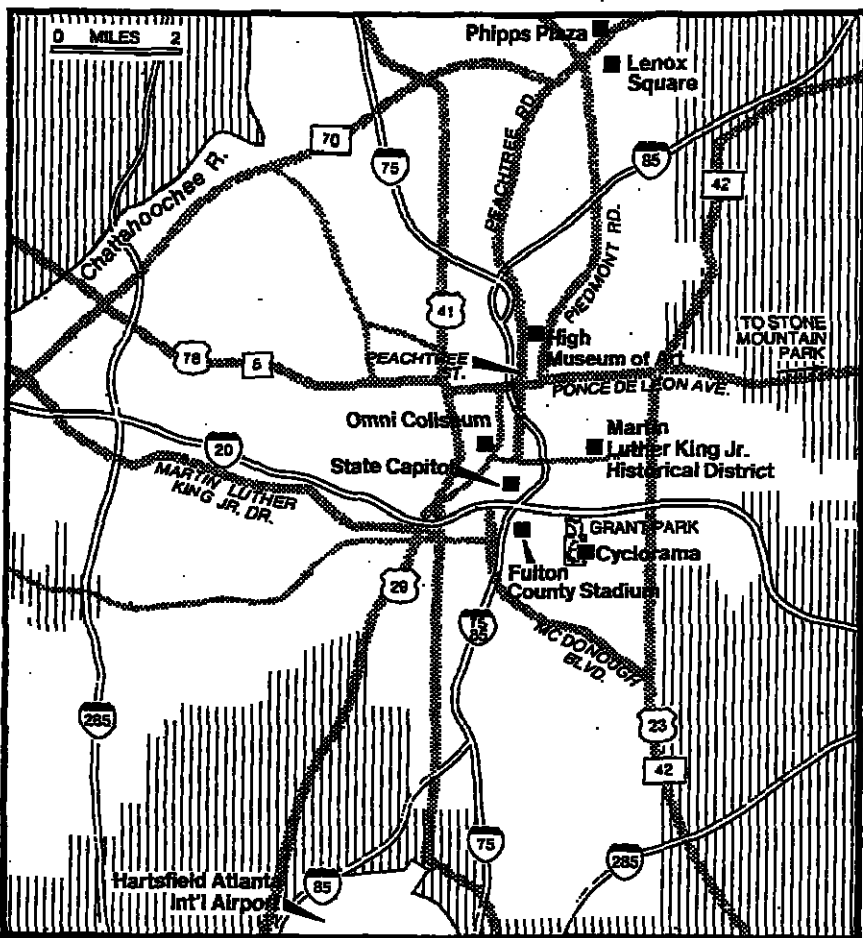 0 MILES 2
Phipps Plaza
Lenox
Square
70
75
85
42
Chattahoochee R.
PEACHTREE RD.
PIEDMONT RD.
41
78
PEACHTREE
ST.
High
Museum of Art
TO STONE
MOUNTAIN
PARK
PONCE DE LEON AVE.
Omni Coliseum
Martin
Luther King Jr.
Historical District
20
State Capitol
MARTIN LUTHER
KING JR. DR.
GRANT PARK
Cyclorama
Fulton
County Stadium
29
75
85
MC DONOUGH
BLVD.
285
23
42
75
285
Hartsfield Atlanta
Int'l Airport
85